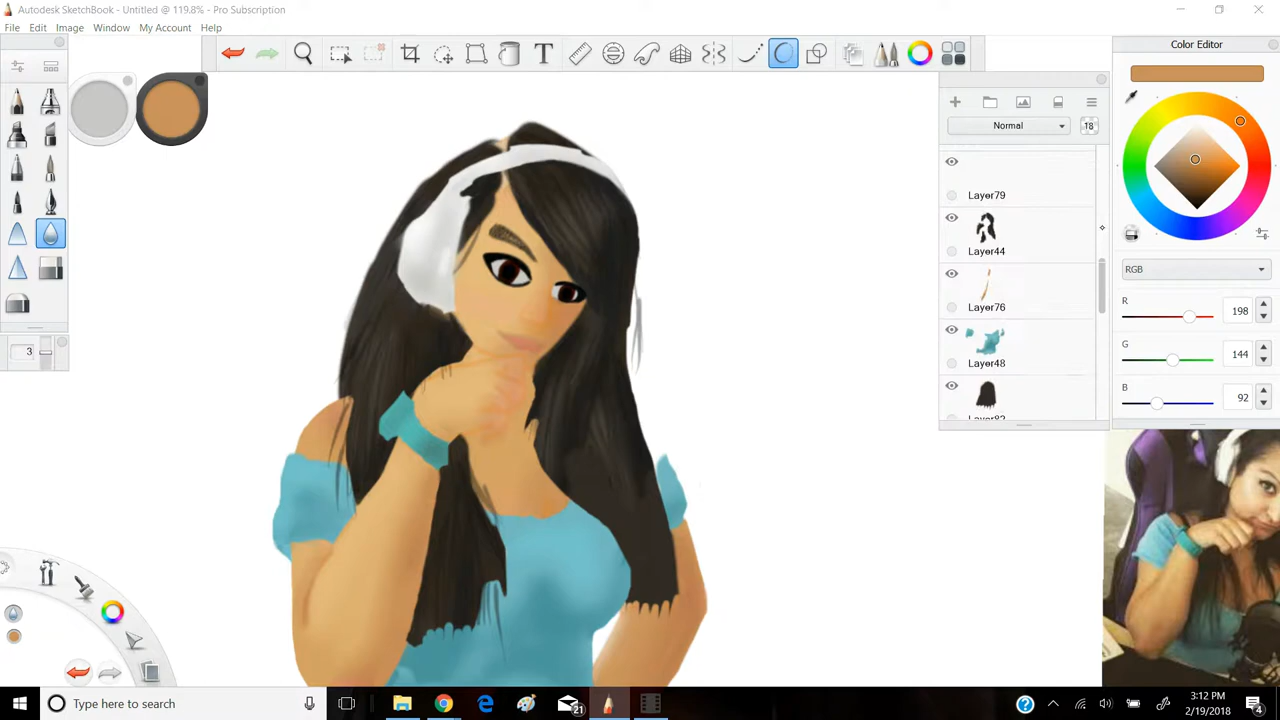 Autodesk SketchBook - Untitled @ 119.8% - Pro Subscription
File Edit Image Window My Account Help
T
Color Editor
Normal
18
Layer79
Layer44
Layer76
Layer48
RGB
R 198
G 144
B 92
3
Type here to search
21
3:12 PM
2/19/2018
4